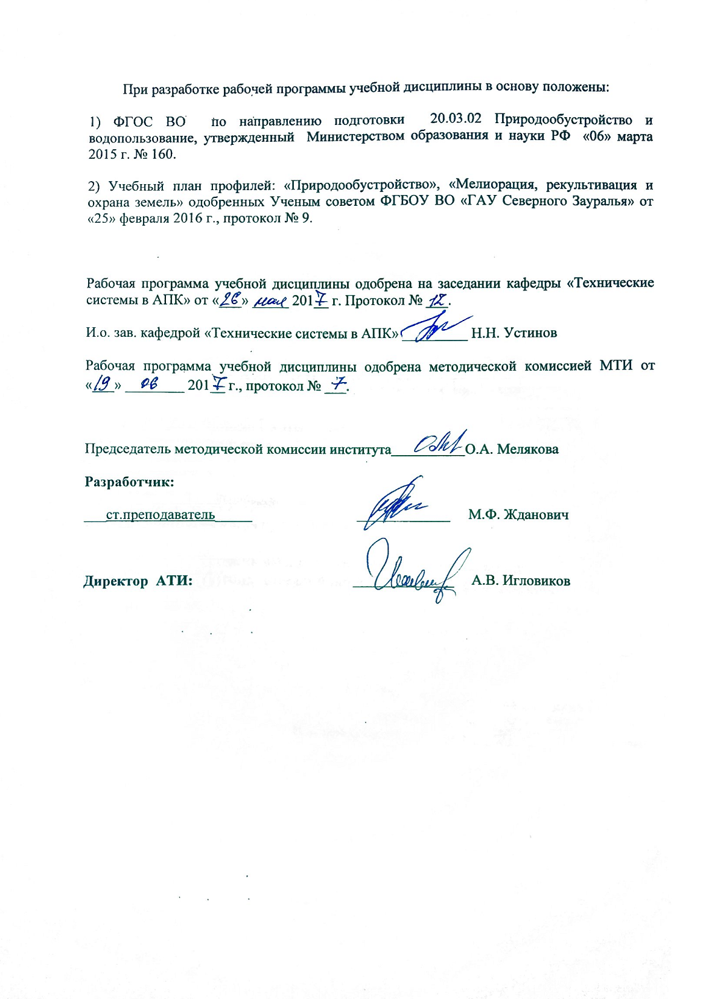 При разработке рабочей программы учебной дисциплины в основу положены:
1) ФГОС ВО по направлению подготовки 20.03.02 Природообустройство и
водопользование, утвержденный Министерством образования и науки РФ «06» марта
2015 г. № 160.
2) Учебный план профилей: «Природообустройство», «Мелиорация, рекультивация и
охрана земель» одобренных Ученым советом ФГБОУ ВО «ГАУ Северного Зауралья» от
«25» февраля 2016 г., протокол № 9.
Рабочая программа учебной дисциплины одобрена на заседании кафедры «Технические
системы в АПК» от «26» мая 2017 г. Протокол № 12.
И.о. зав. кафедрой «Технические системы в АПК» __________ Н.Н. Устинов
Рабочая программа учебной дисциплины одобрена методической комиссией МТИ от
«19» 06 2017 г., протокол № 7.
Председатель методической комиссии института__________О.А. Мелякова
Разработчик:
ст.преподаватель М.Ф. Жданович
Директор АТИ: А.В. Игловиков